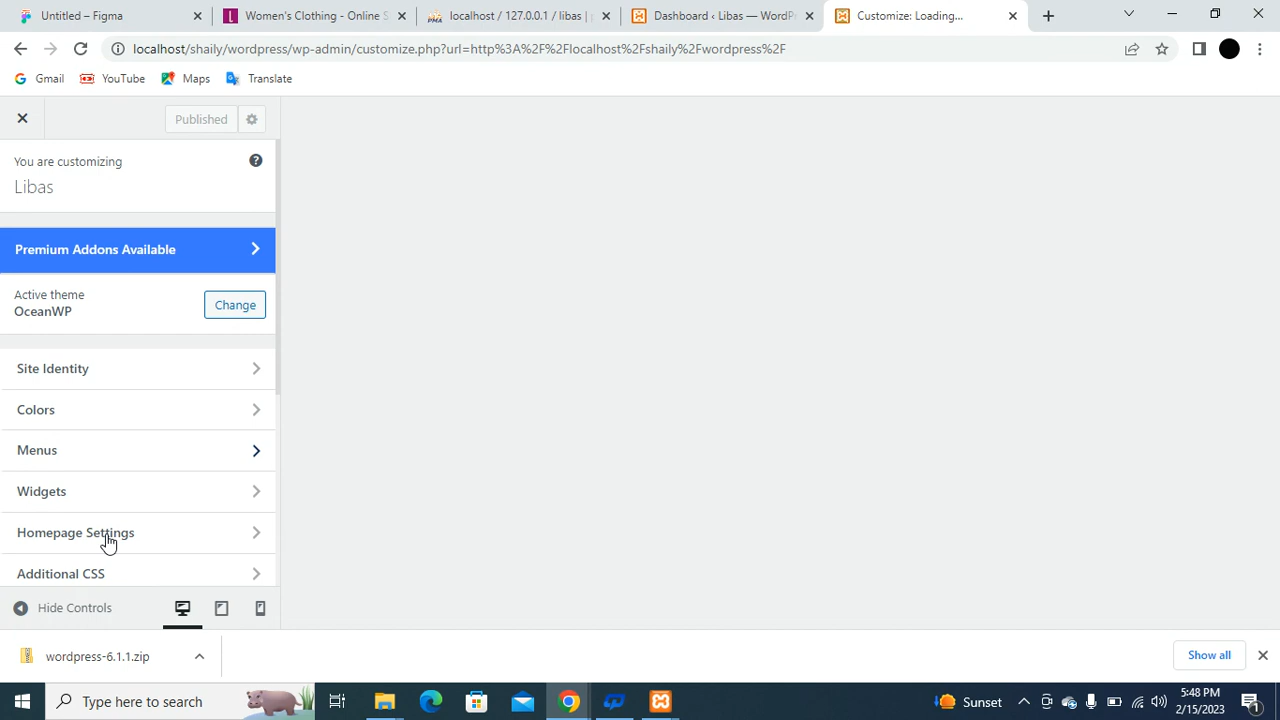 Untitled – Figma
Women's Clothing - Online S
localhost / 127.0.0.1 / libas | p
Dashboard ‹ Libas — WordPr
Customize: Loading...
localhost/shaily/wordpress/wp-admin/customize.php?url=http%3A%2F%2Flocalhost%2Fshaily%2Fwordpress%2F
Gmail
YouTube
Maps
Translate
Published
You are customizing
Libas
Premium Addons Available
Active theme
OceanWP
Change
Site Identity
Colors
Menus
Widgets
Homepage Settings
Additional CSS
Hide Controls
wordpress-6.1.1.zip
Show all
Type here to search
Sunset
5:48 PM
2/15/2023
1